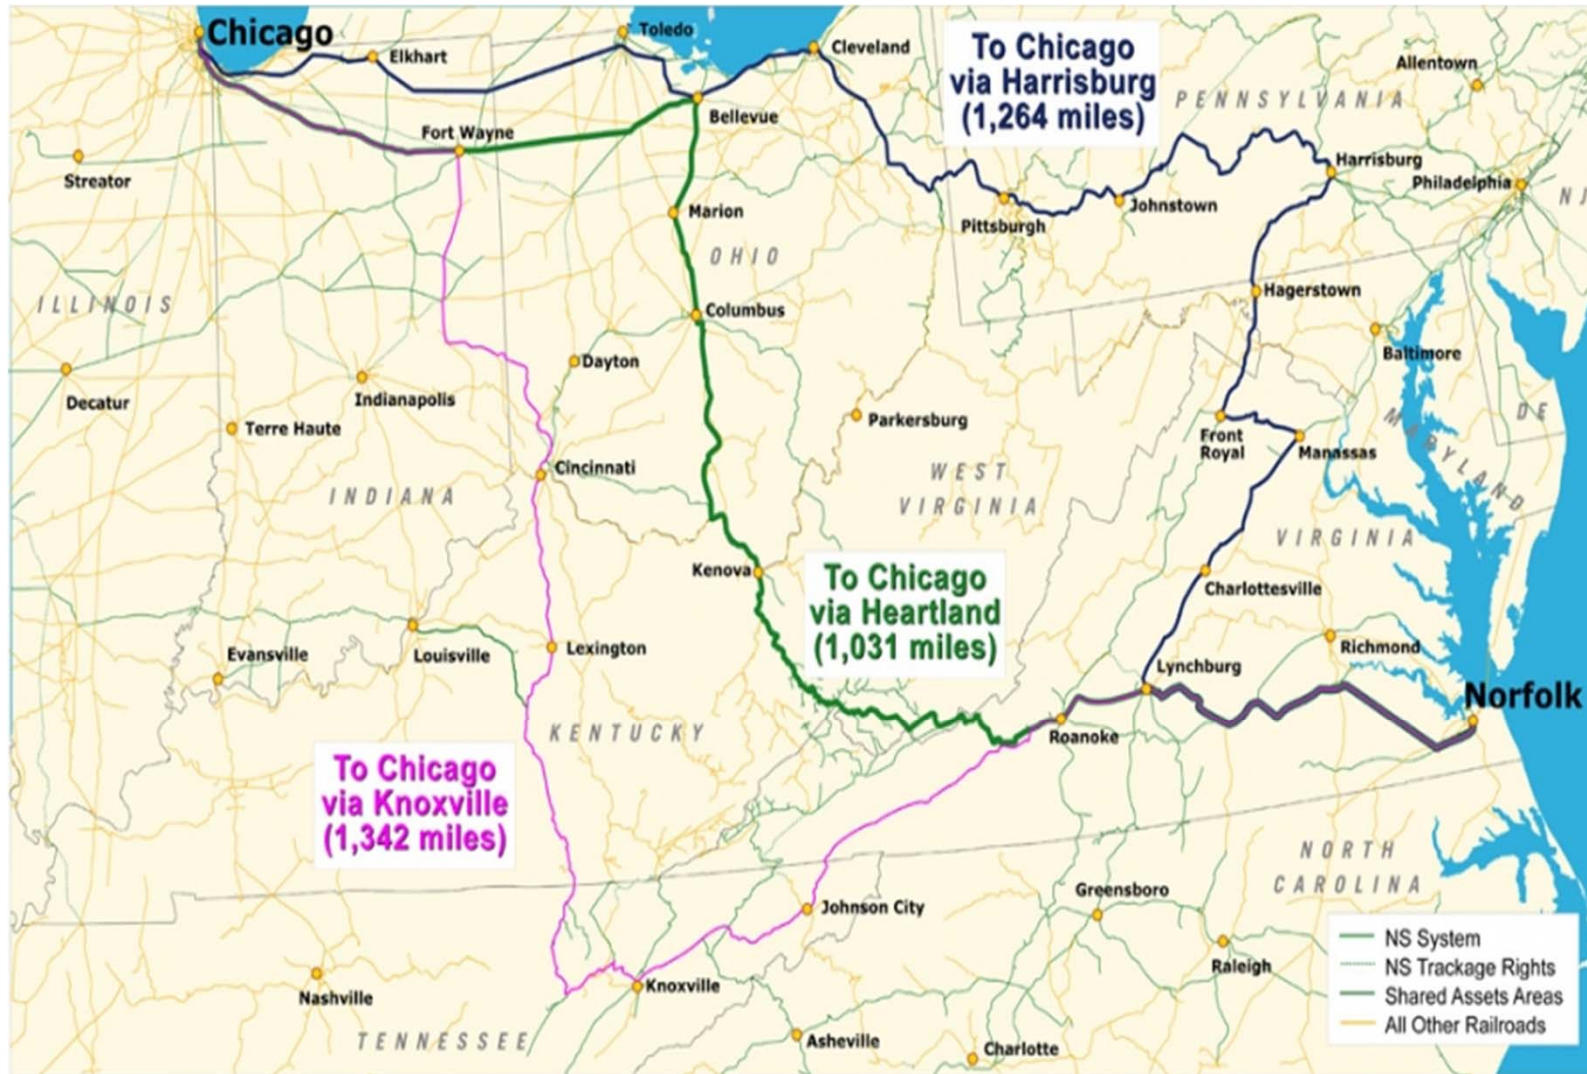 Chicago
Toledo
Elkhart
Cleveland
To Chicago
via Harrisburg
(1,264 miles)
Allentown
PENNSYLVANIA
Bellevue
Fort Wayne
Harrisburg
Streator
Philadelphia
NJ
Marion
Johnstown
Pittsburgh
OHIO
Hagerstown
ILLINOIS
Columbus
Baltimore
Dayton
Decatur
Indianapolis
Parkersburg
DE
MARYLAND
Terre Haute
Front
Royal
Manassas
Cincinnati
WEST
VIRGINIA
INDIANA
VIRGINIA
Kenova
To Chicago
via Heartland
(1,031 miles)
Charlottesville
Evansville
Louisville
Lexington
Richmond
Lynchburg
Norfolk
KENTUCKY
Roanoke
To Chicago
via Knoxville
(1,342 miles)
NORTH
CAROLINA
Greensboro
Johnson City
Raleigh
Knoxville
Nashville
TENNESSEE
Asheville
Charlotte
NS System
NS Trackage Rights
Shared Assets Areas
All Other Railroads